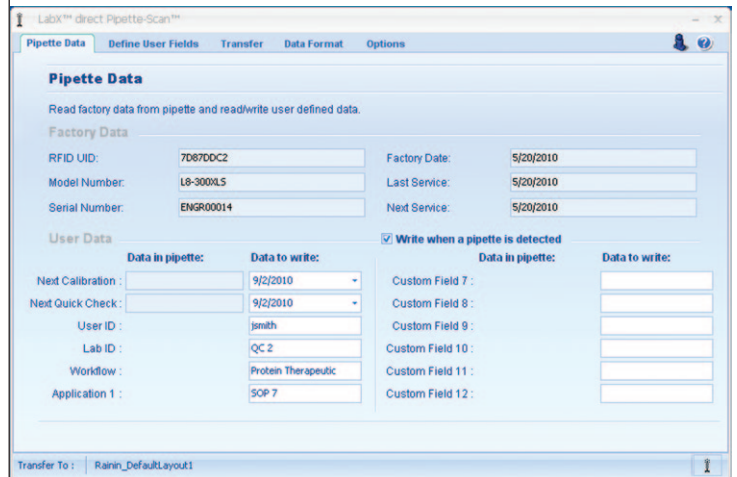 LabX™ direct Pipette-Scan™
Pipette Data Define User Fields Transfer Data Format Options
Pipette Data
Read factory data from pipette and read/write user defined data.
Factory Data
RFID UID: 7D87DDC2 Factory Date: 5/20/2010
Model Number: L8-300XLS Last Service: 5/20/2010
Serial Number: ENGR00014 Next Service: 5/20/2010
User Data Write when a pipette is detected
Data in pipette: Data to write: Data in pipette: Data to write:
Next Calibration : 9/2/2010 Custom Field 7 :
Next Quick Check : 9/2/2010 Custom Field 8 :
User ID : jsmith Custom Field 9 :
Lab ID : QC 2 Custom Field 10 :
Workflow : Protein Therapeutic Custom Field 11 :
Application 1 : SOP 7 Custom Field 12 :
Transfer To : Rainin_DefaultLayout1